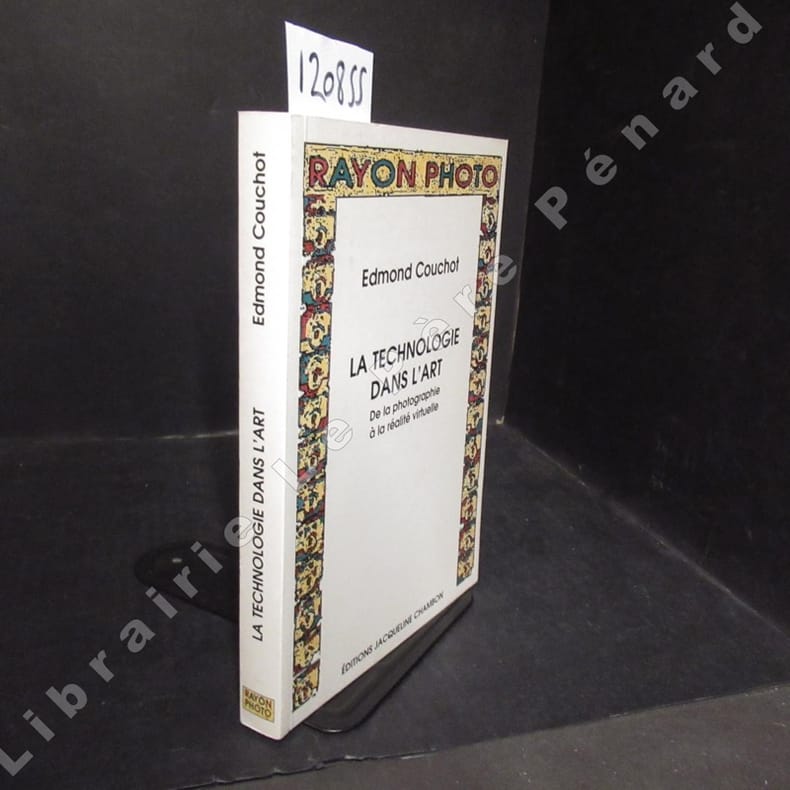 120855
RAYON PHOTO
Edmond Couchot
LA TECHNOLOGIE
DANS L'ART
De la photographie
à la réalité virtuelle
ÉDITIONS JACQUELINE CHAMBON
LA TECHNOLOGIE DANS L'ART Edmond Couchot
RAYON
PHOTO
Librairie Le Père Pénard